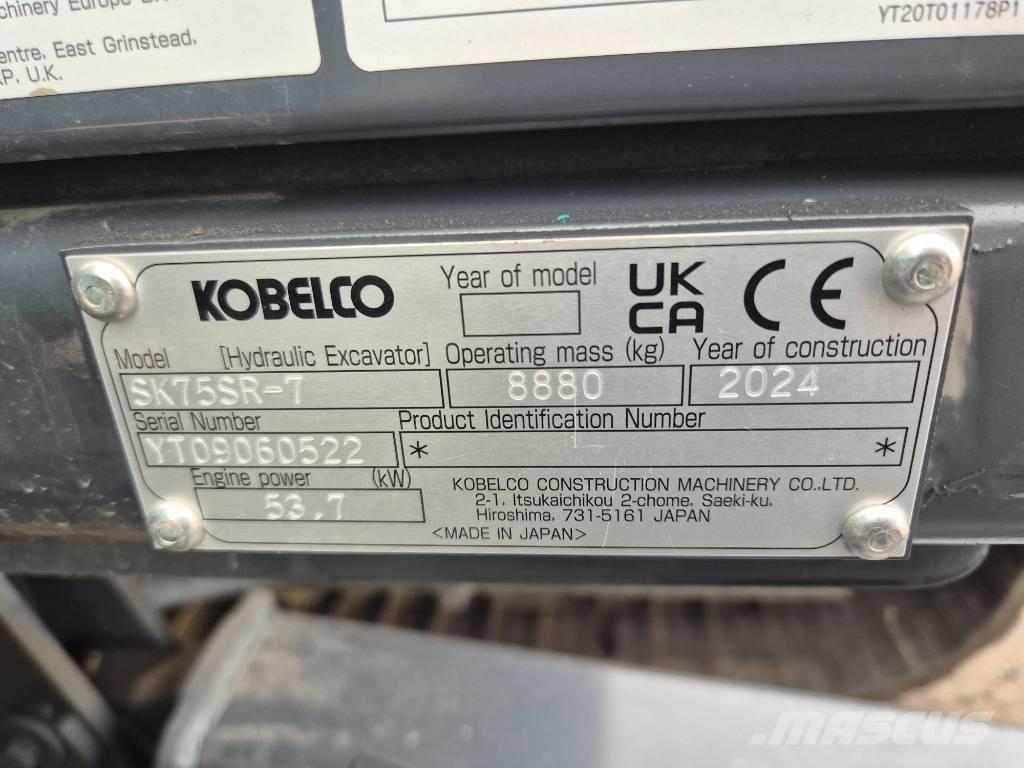 chinery Europe
entre, East Grinstead,
P. U.K.
YT20T01178P1
KOBELCO
Year of model
UK
CA
CE
Model [Hydraulic Excavator]
Operating mass (kg)
Year of construction
SK75SR-7
8880
2024
Serial Number
Product Identification Number
YT09060522
* *
Engine power (kW)
53.7
KOBELCO CONSTRUCTION MACHINERY CO.,LTD.
2-1, Itsukaichikou 2-chome, Saeki-ku,
Hiroshima, 731-5161 JAPAN
<MADE IN JAPAN>
MASCUS